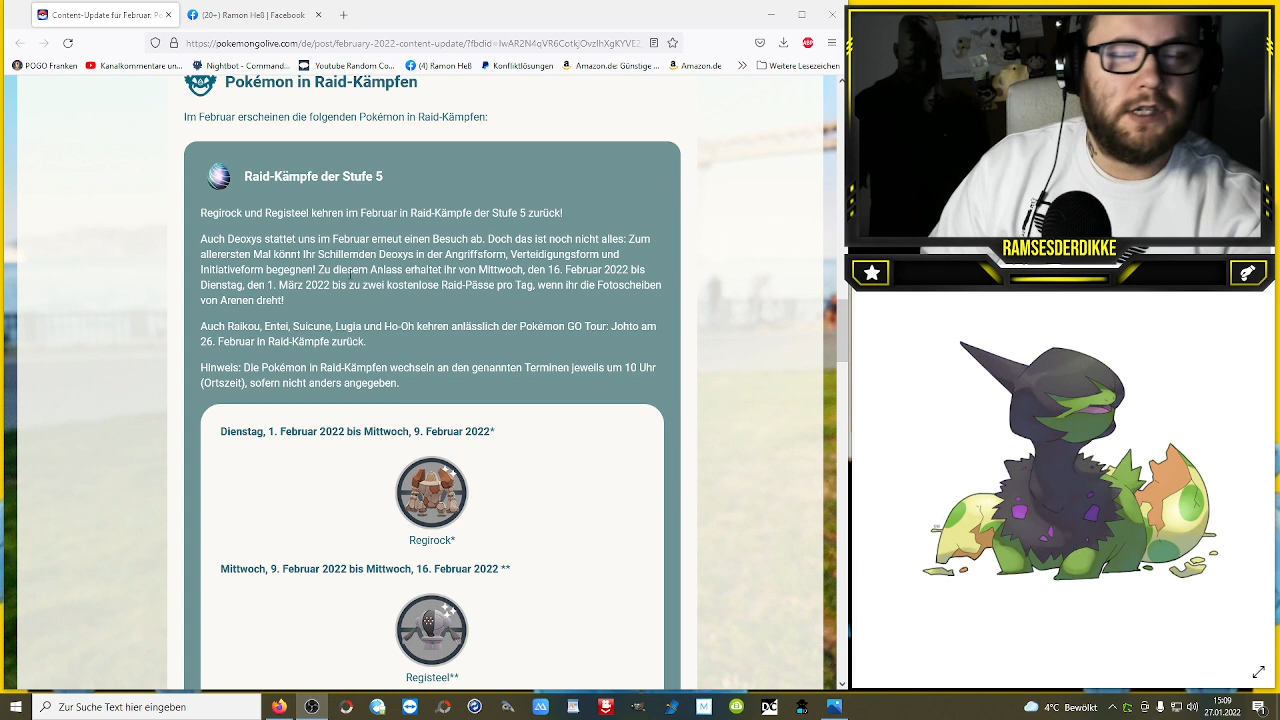 Content Update für Februar: Po
(20+) Ramon Heß
https://pokemongolive.com/post/february-2022-content-update/?fbclid
POGO Franken
Kanalkommentare un...
Nightbot - Command...
Youtube Random Co...
(4) Ramon Heß
Konfliktlösungen
Amazon.de: Günstige ...
Amazon.de
Weitere Lesezeichen
Pokémon in Raid-Kämpfen
Im Februar erscheinen die folgenden Pokémon in Raid-Kämpfen:
Raid-Kämpfe der Stufe 5
Regirock und Registeel kehren im Februar in Raid-Kämpfe der Stufe 5 zurück!
Auch Deoxys stattet uns im Februar erneut einen Besuch ab. Doch das ist noch nicht alles: Zum
allerersten Mal könnt Ihr Schillernden Deoxys in der Angriffsform, Verteidigungsform und
Initiativeform begegnen! Zu diesem Anlass erhaltet ihr von Mittwoch, den 16. Februar 2022 bis
Dienstag, den 1. März 2022 bis zu zwei kostenlose Raid-Pässe pro Tag, wenn ihr die Fotoscheiben
von Arenen dreht!
Auch Raikou, Entei, Suicune, Lugia und Ho-Oh kehren anlässlich der Pokémon GO Tour: Johto am
26. Februar in Raid-Kämpfe zurück.
Hinweis: Die Pokémon in Raid-Kämpfen wechseln an den genannten Terminen jeweils um 10 Uhr
(Ortszeit), sofern nicht anders angegeben.
Dienstag, 1. Februar 2022 bis Mittwoch, 9. Februar 2022*
Regirock*
Mittwoch, 9. Februar 2022 bis Mittwoch, 16. Februar 2022 **
Registeel**
RAMSESDERDIKKE
Zur Suche Text hier eingeben
4°C
15:09
27.01.2022